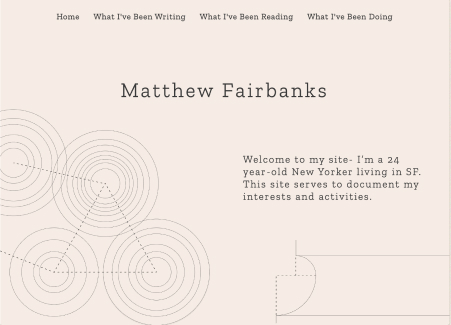 Home What I've Been Writing What I've Been Reading What I've Been Doing
Matthew Fairbanks
Welcome to my site- I'm a 24
year-old New Yorker living in SF.
This site serves to document my
interests and activities.